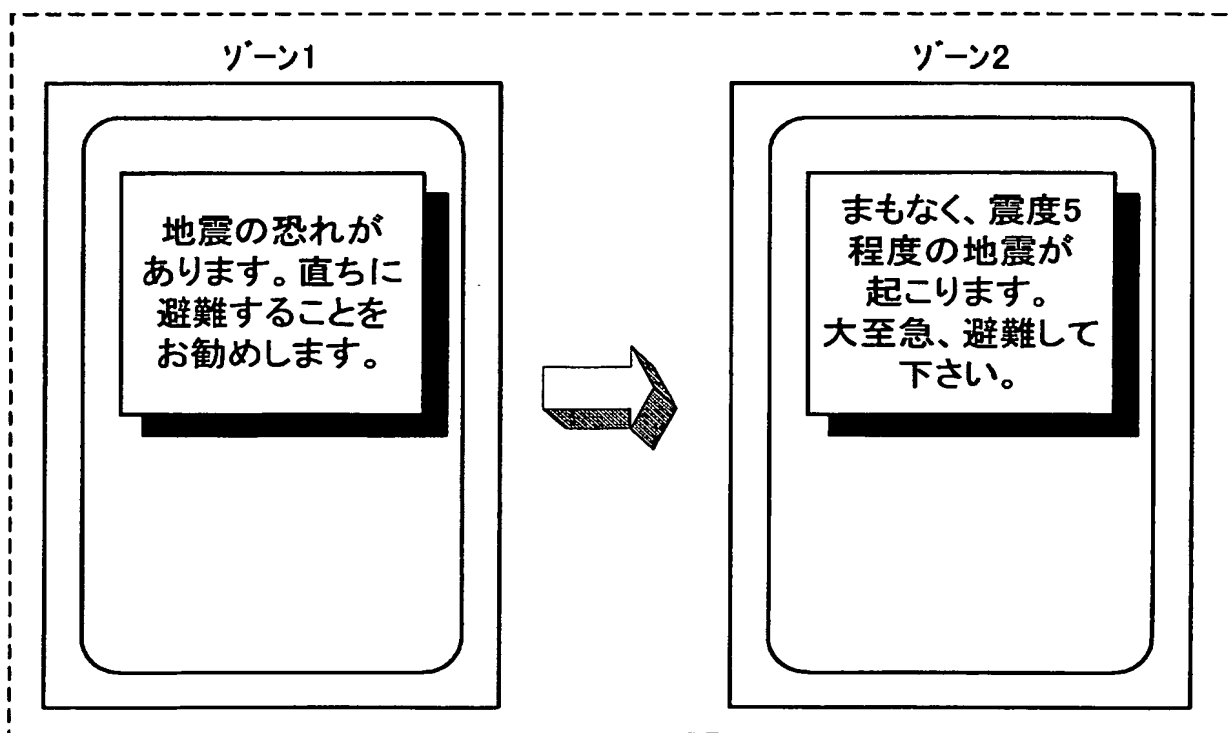 ゾーン1
地震の恐れが
あります。直ちに
避難することを
お勧めします。
ゾーン2
まもなく、震度5
程度の地震が
起こります。
大至急、避難して
下さい。